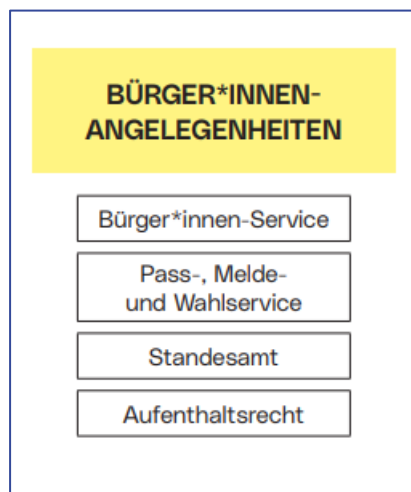 BÜRGER*INNEN-
ANGELEGENHEITEN
Bürger*innen-Service
Pass-, Melde-
und Wahlservice
Standesamt
Aufenthaltsrecht